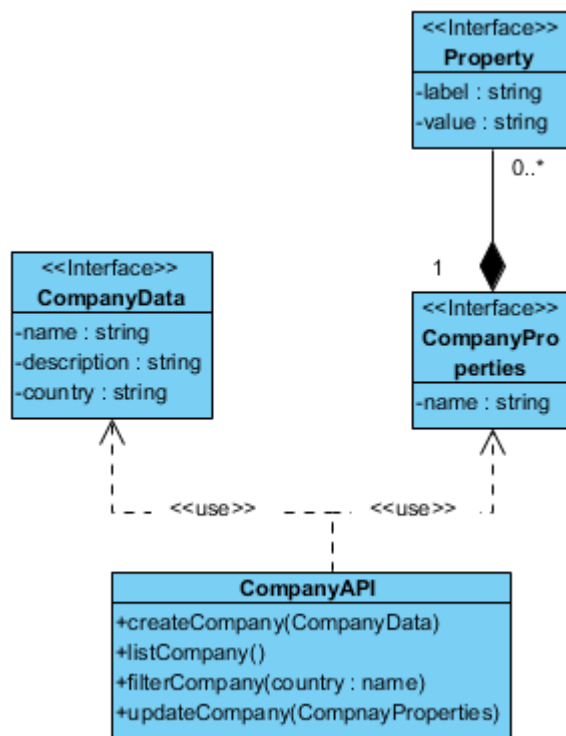 <<Interface>>
Property
-label : string
-value : string
0..*
1
<<Interface>>
CompanyData
-name : string
-description : string
-country : string
<<Interface>>
CompanyPro
perties
-name : string
<<use>>
<<use>>
CompanyAPI
+createCompany(CompanyData)
+listCompany()
+filterCompany(country : name)
+updateCompany(CompnayProperties)